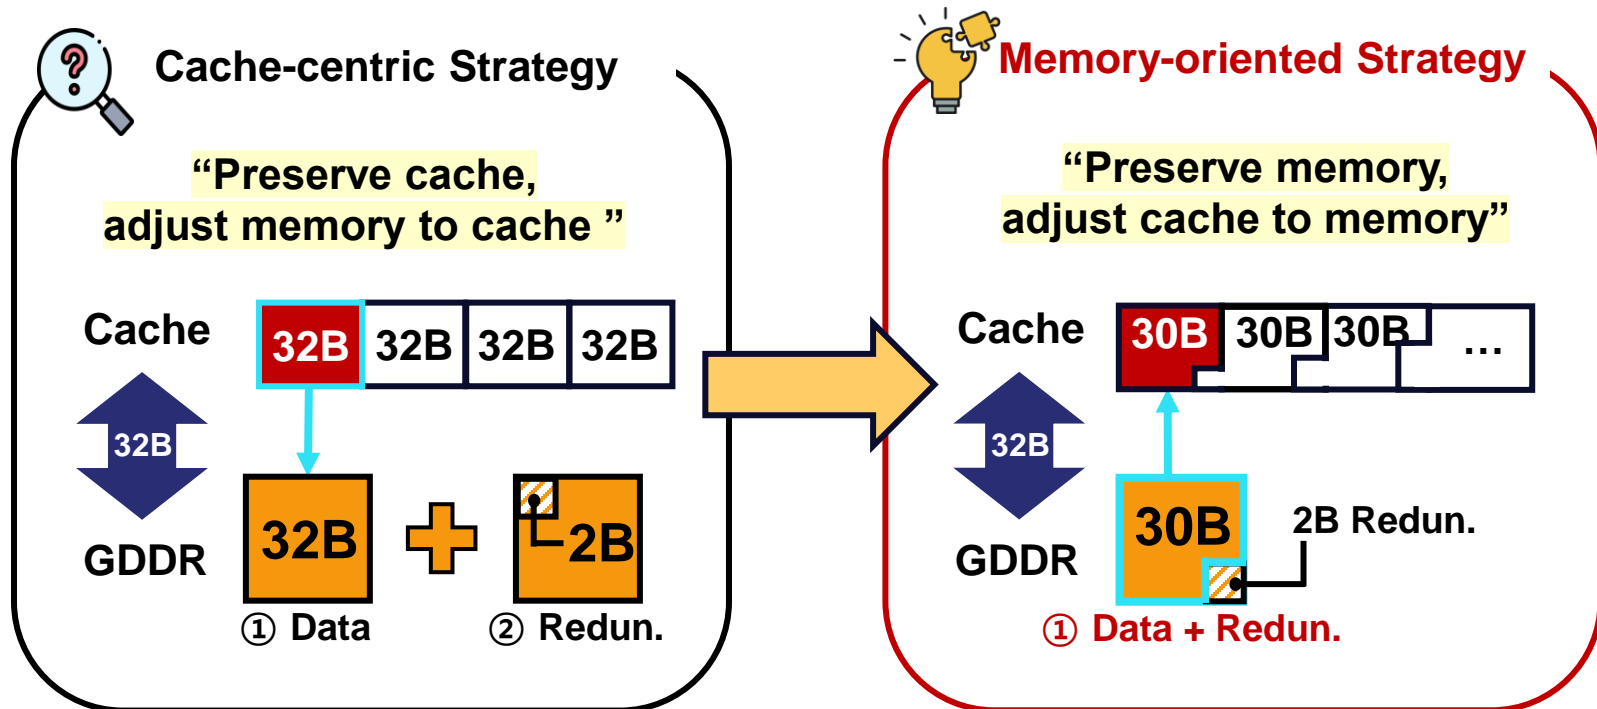 ?
Cache-centric Strategy
“Preserve cache,
adjust memory to cache ”
Cache
32B 32B 32B 32B
32B
GDDR
32B
2B
① Data
② Redun.
Memory-oriented Strategy
“Preserve memory,
adjust cache to memory”
Cache
30B 30B 30B ...
32B
GDDR
30B
2B Redun.
① Data + Redun.